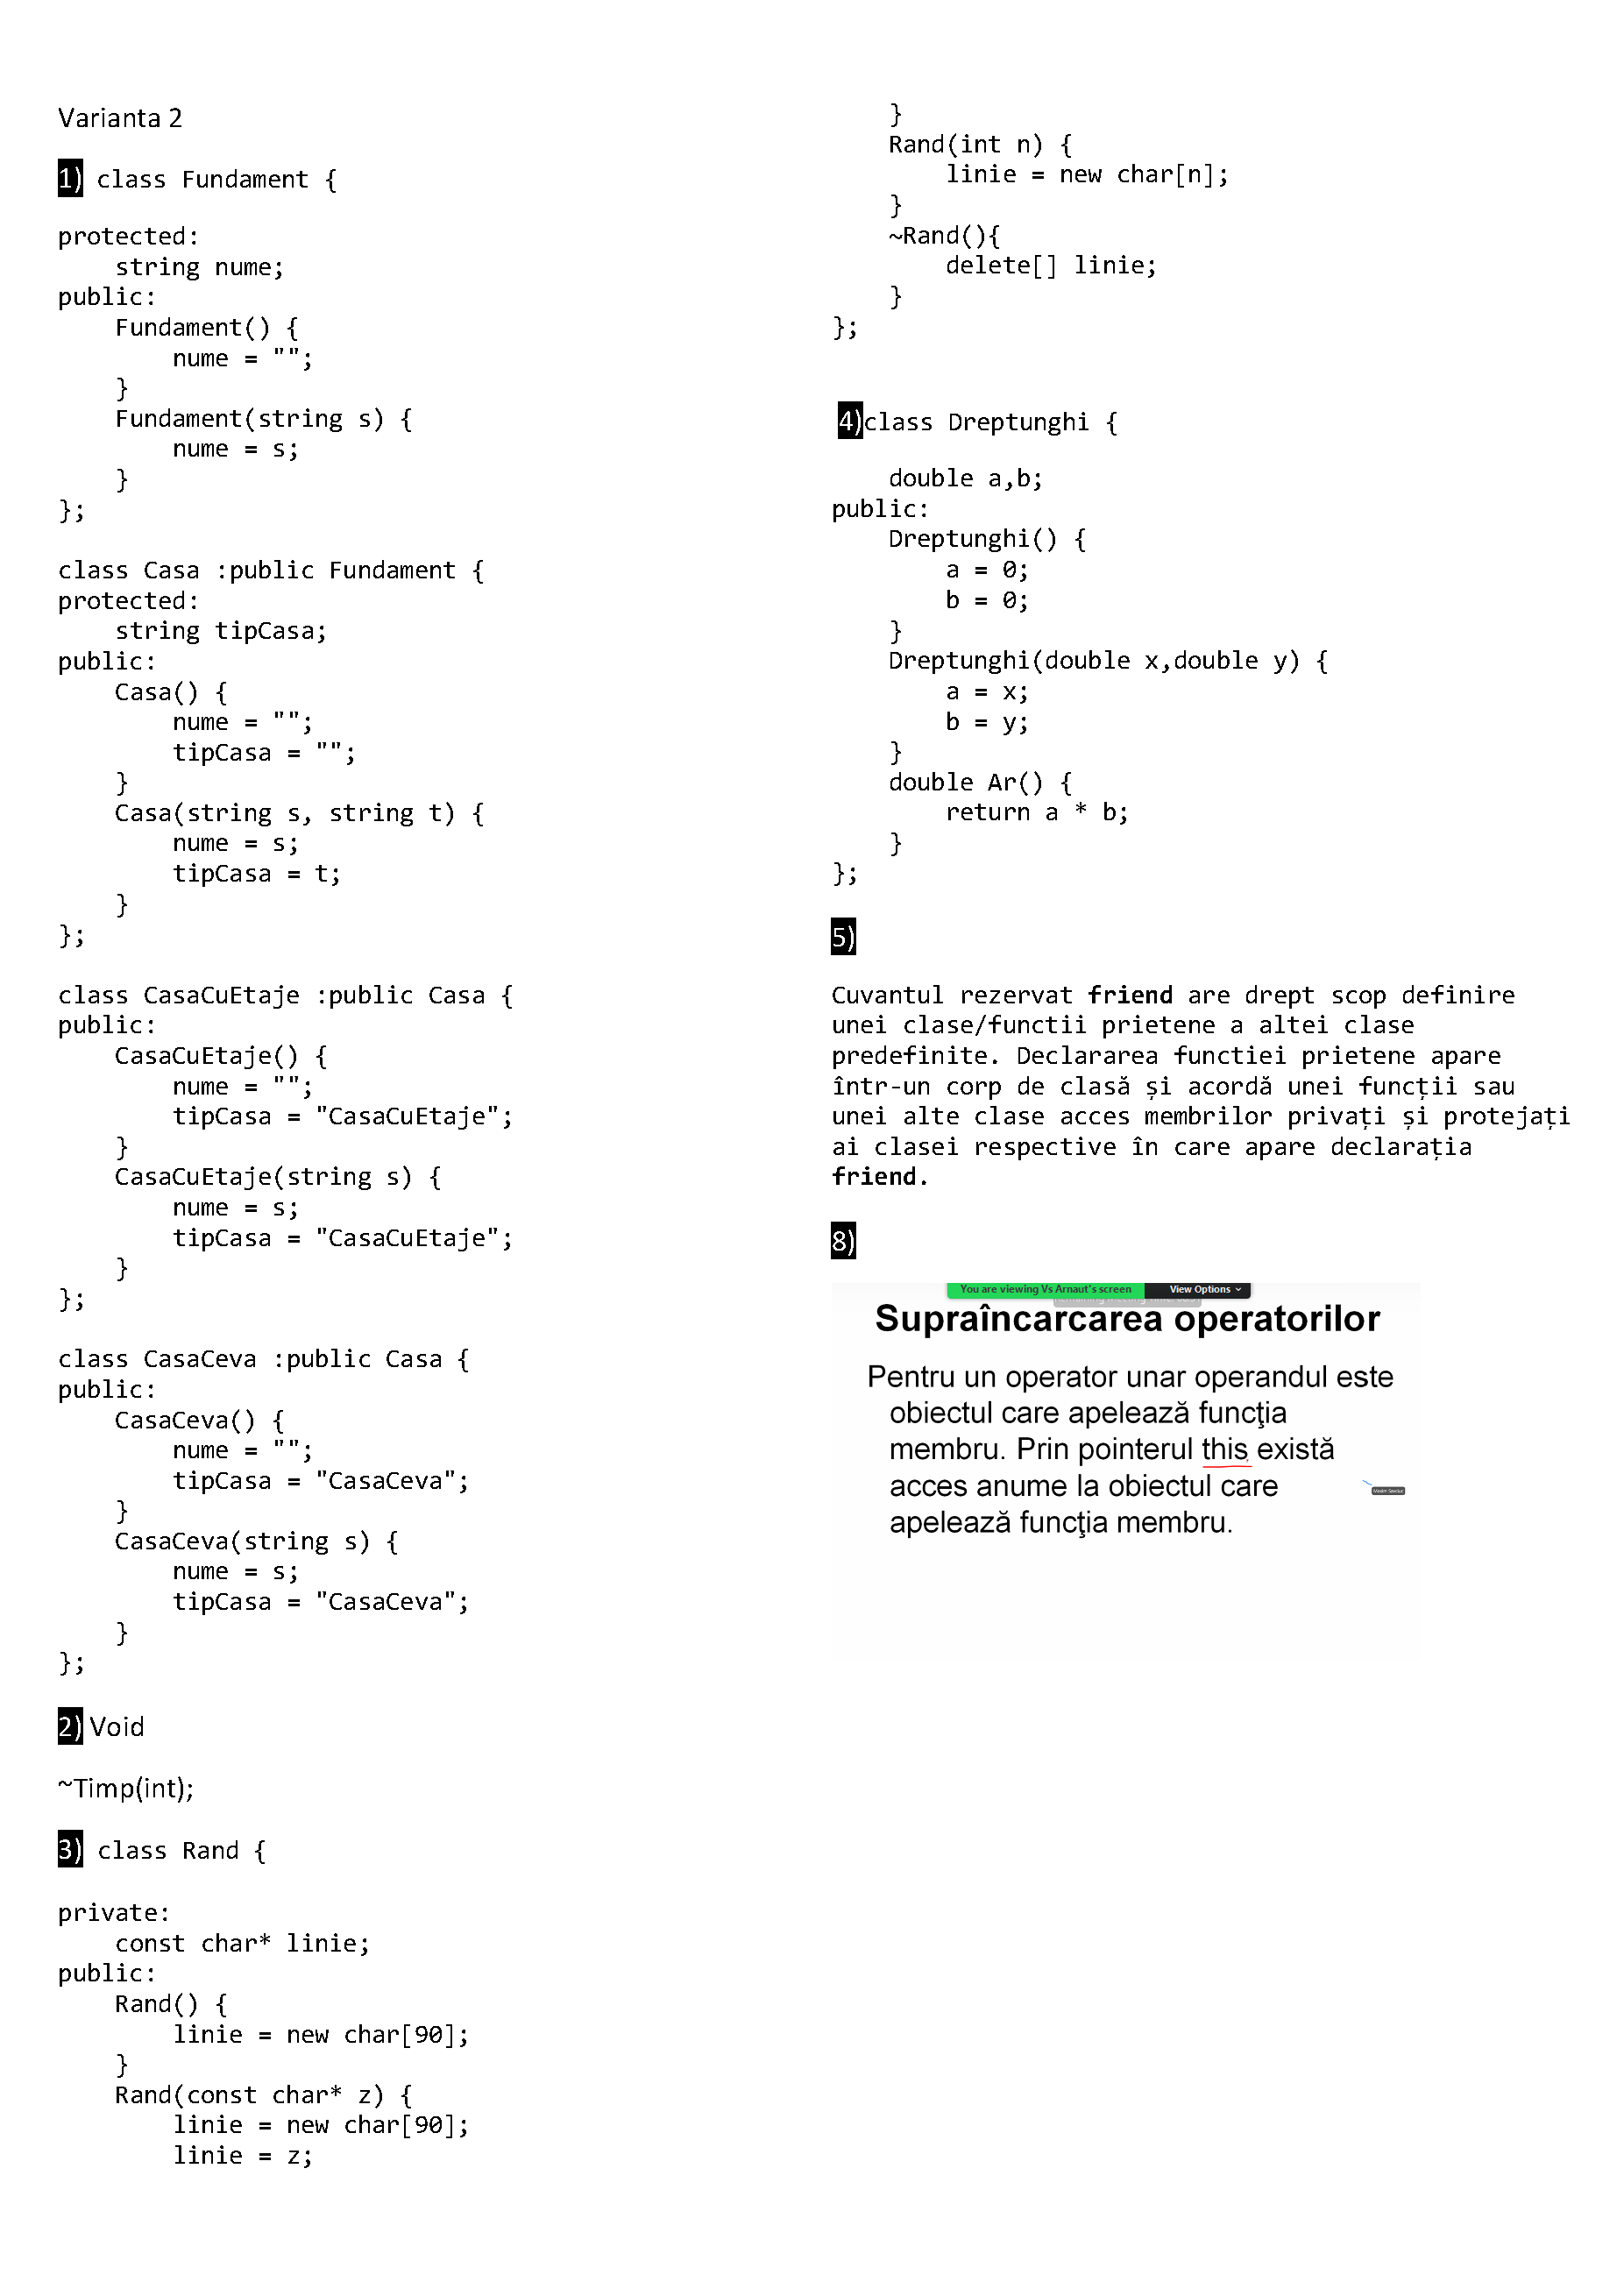 Varianta 2
1) class Fundament {
protected:
    string nume;
public:
    Fundament() {
        nume = "";
    }
    Fundament(string s) {
        nume = s;
    }
};
class Casa :public Fundament {
protected:
    string tipCasa;
public:
    Casa() {
        nume = "";
        tipCasa = "";
    }
    Casa(string s, string t) {
        nume = s;
        tipCasa = t;
    }
};
class CasaCuEtaje :public Casa {
public:
    CasaCuEtaje() {
        nume = "";
        tipCasa = "CasaCuEtaje";
    }
    CasaCuEtaje(string s) {
        nume = s;
        tipCasa = "CasaCuEtaje";
    }
};
class CasaCeva :public Casa {
public:
    CasaCeva() {
        nume = "";
        tipCasa = "CasaCeva";
    }
    CasaCeva(string s) {
        nume = s;
        tipCasa = "CasaCeva";
    }
};
2) Void
~Timp(int);
3) class Rand {
private:
    const char* linie;
public:
    Rand() {
        linie = new char[90];
    }
    Rand(const char* z) {
        linie = new char[90];
        linie = z;
    }
    Rand(int n) {
        linie = new char[n];
    }
    ~Rand(){
        delete[] linie;
    }
};
4)class Dreptunghi {
    double a,b;
public:
    Dreptunghi() {
        a = 0;
        b = 0;
    }
    Dreptunghi(double x,double y) {
        a = x;
        b = y;
    }
    double Ar() {
        return a * b;
    }
};
5)
Cuvantul rezervat friend are drept scop definire
unei clase/functii prietene a altei clase
predefinite. Declararea functiei prietene apare
într-un corp de clasă și acordă unei funcții sau
unei alte clase acces membrilor privați și protejați
ai clasei respective în care apare declarația
friend.
8)
You are viewing Vs Arnaut's screen View Options
Supraîncarcarea operatorilor
Pentru un operator unar operandul este
obiectul care apelează funcţia
membru. Prin pointerul this există
acces anume la obiectul care
apelează funcţia membru.